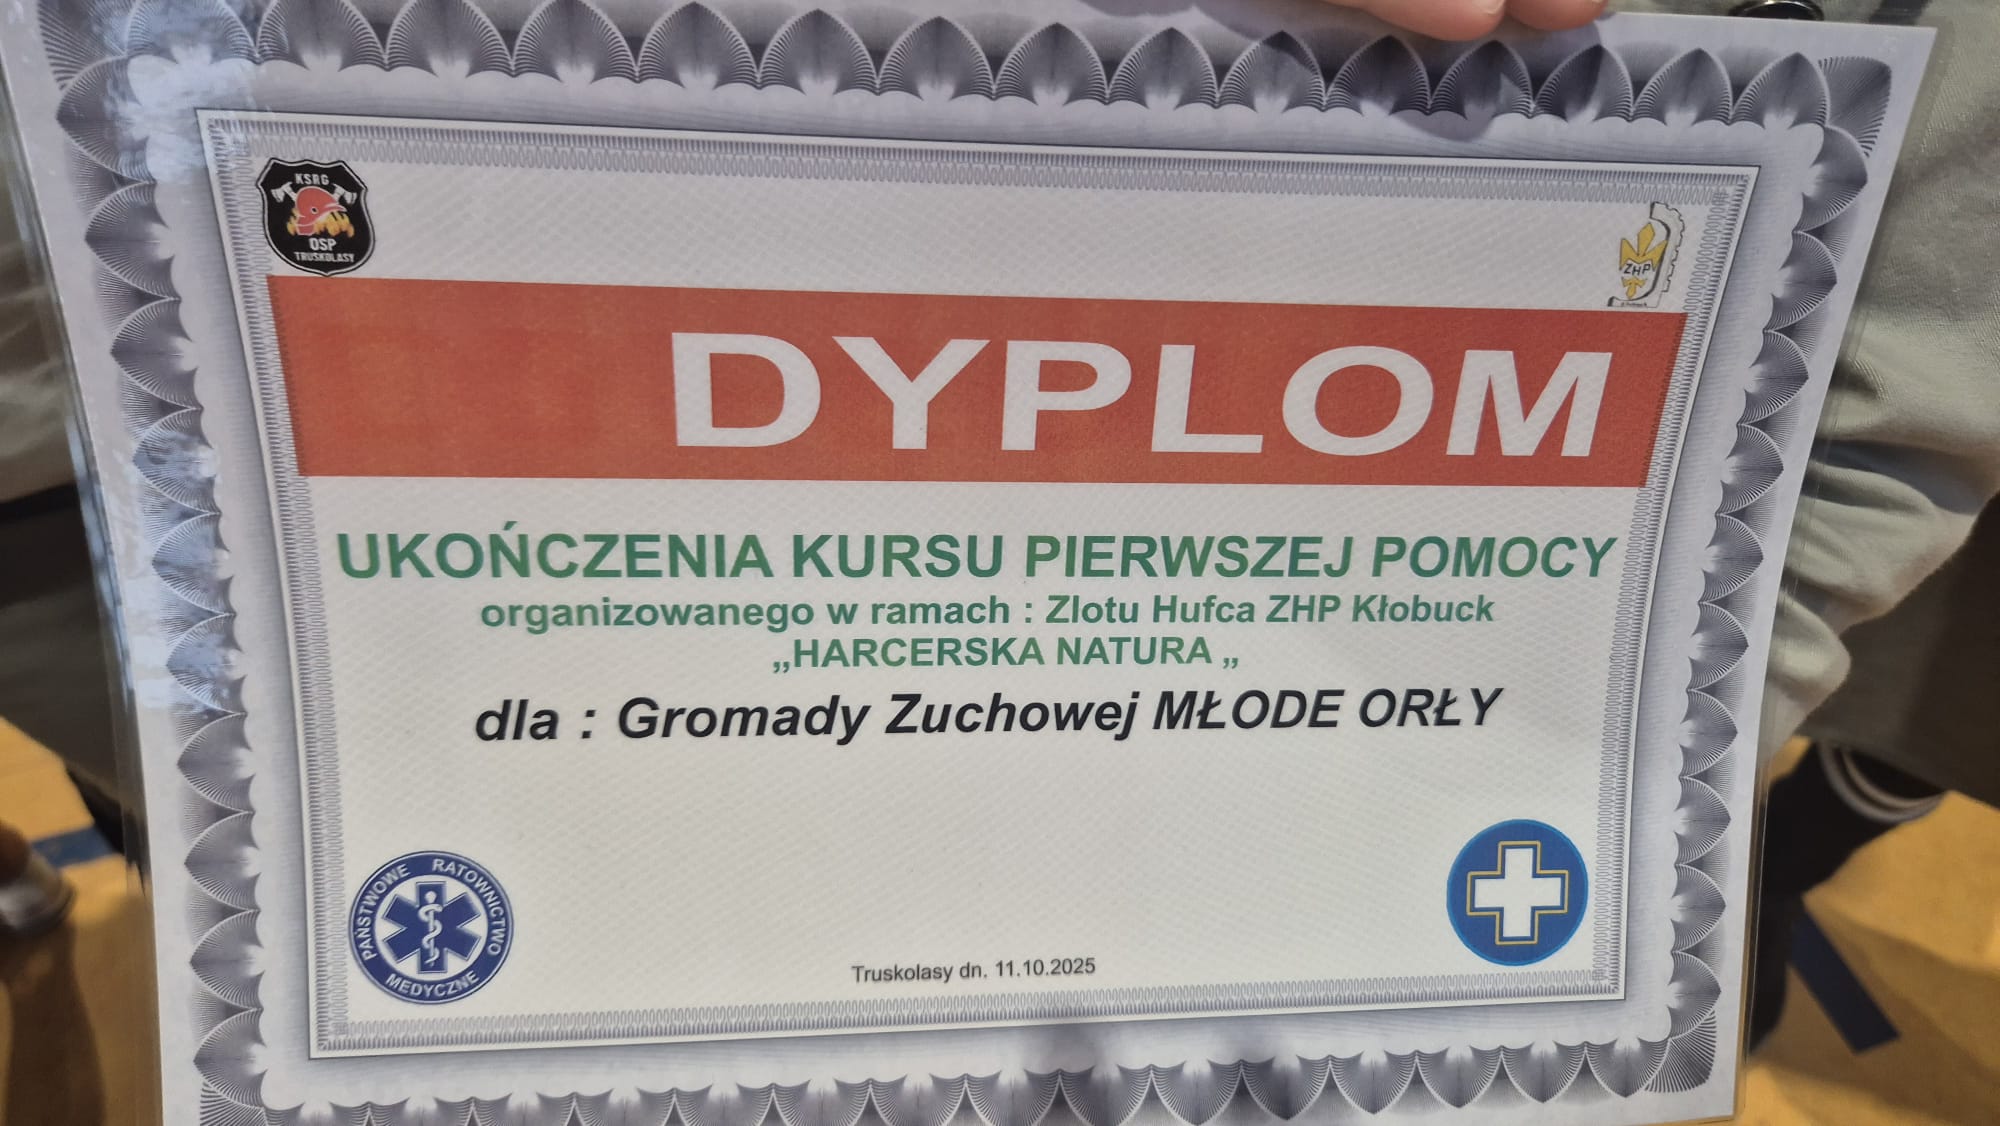 KSRG
OSP
TRUSKOLASY
ZHP
DYPLOM
UKOŃCZENIA KURSU PIERWSZEJ POMOCY
organizowanego w ramach : Zlotu Hufca ZHP Kłobuck
„HARCERSKA NATURA „
dla : Gromady Zuchowej MŁODE ORŁY
PAŃSTWOWE RATOWNICTWO
MEDYCZNE
Truskolasy dn. 11.10.2025